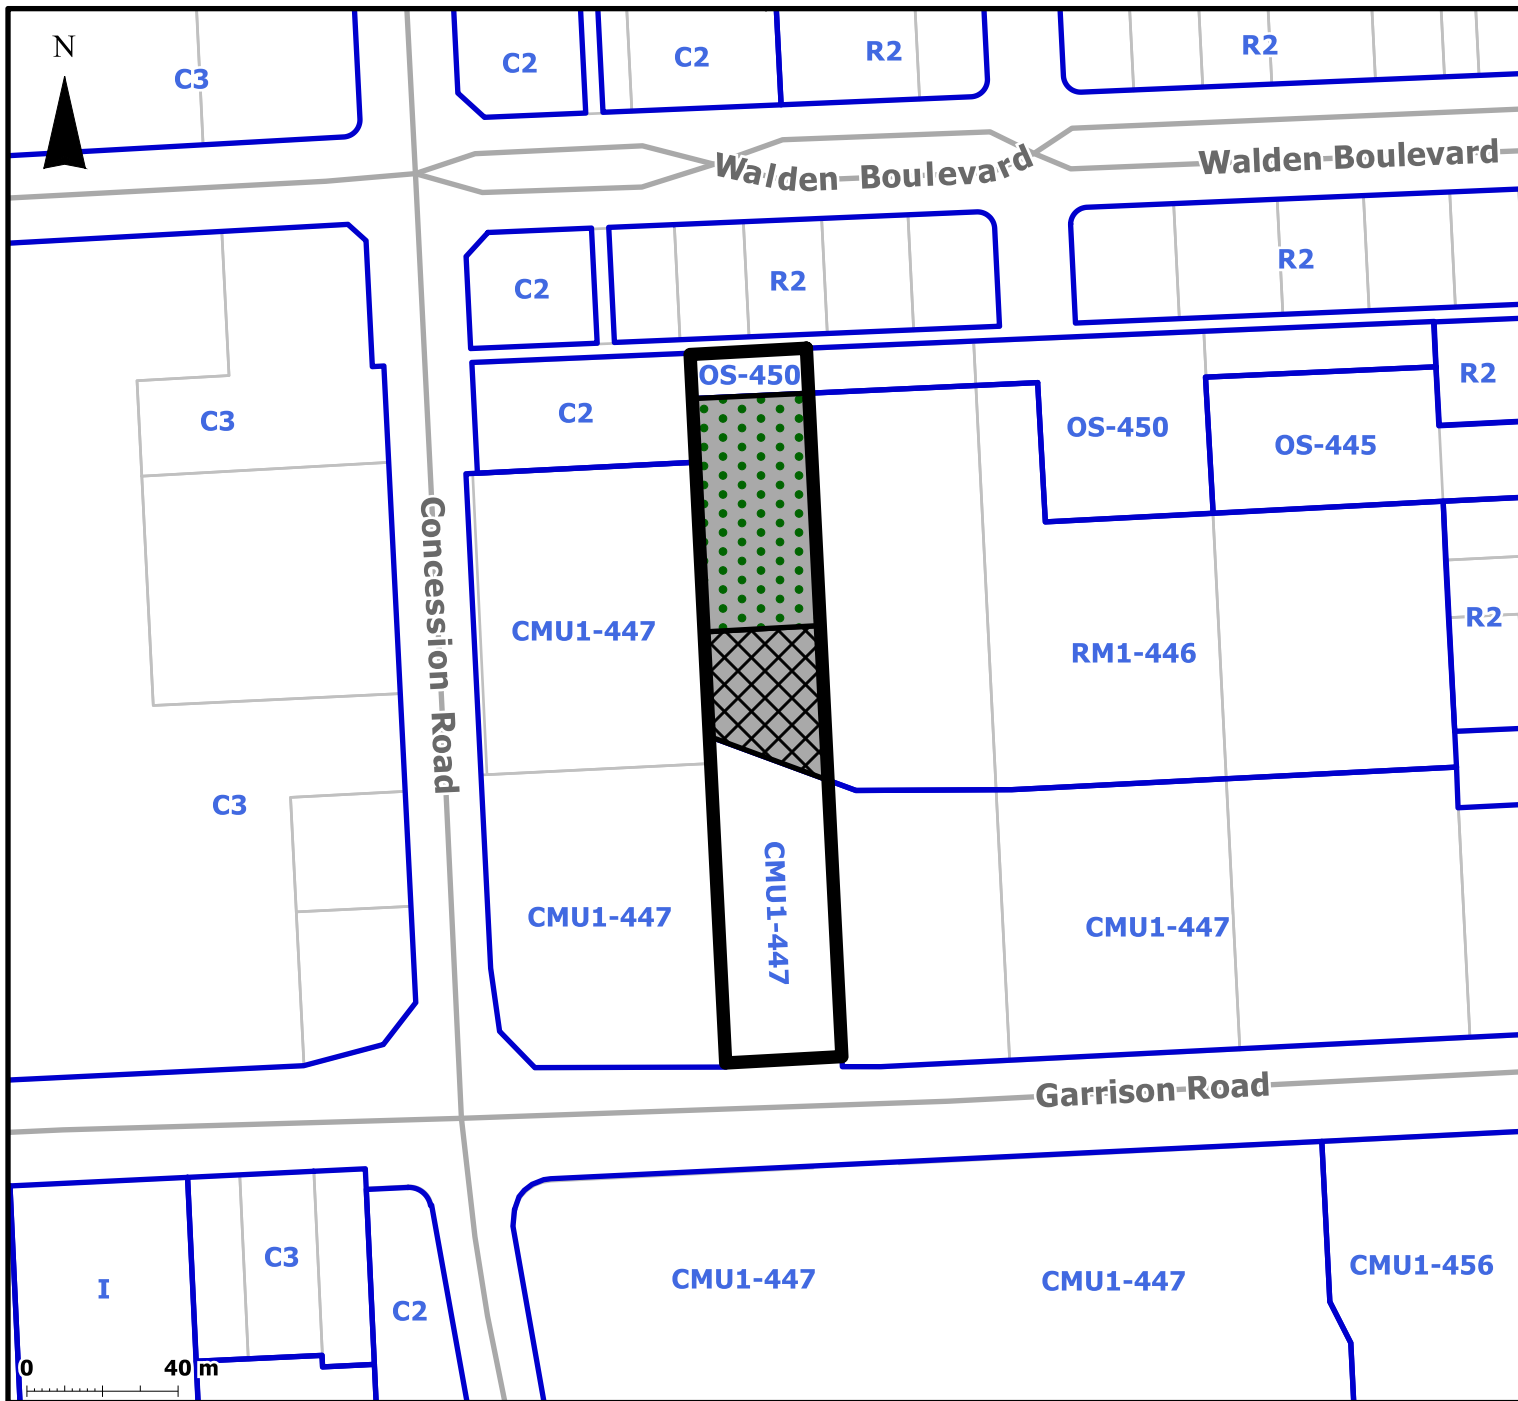 N
C3
C2
C2
R2
R2
Walden Boulevard
Walden Boulevard
C2
R2
R2
OS-450
R2
C3
C2
OS-450
OS-445
Concession Road
CMU1-447
RM1-446
R2
C3
CMU1-447
CMU1-447
CMU1-447
Garrison Road
I
C3
C2
CMU1-447
CMU1-447
CMU1-456
0 40 m